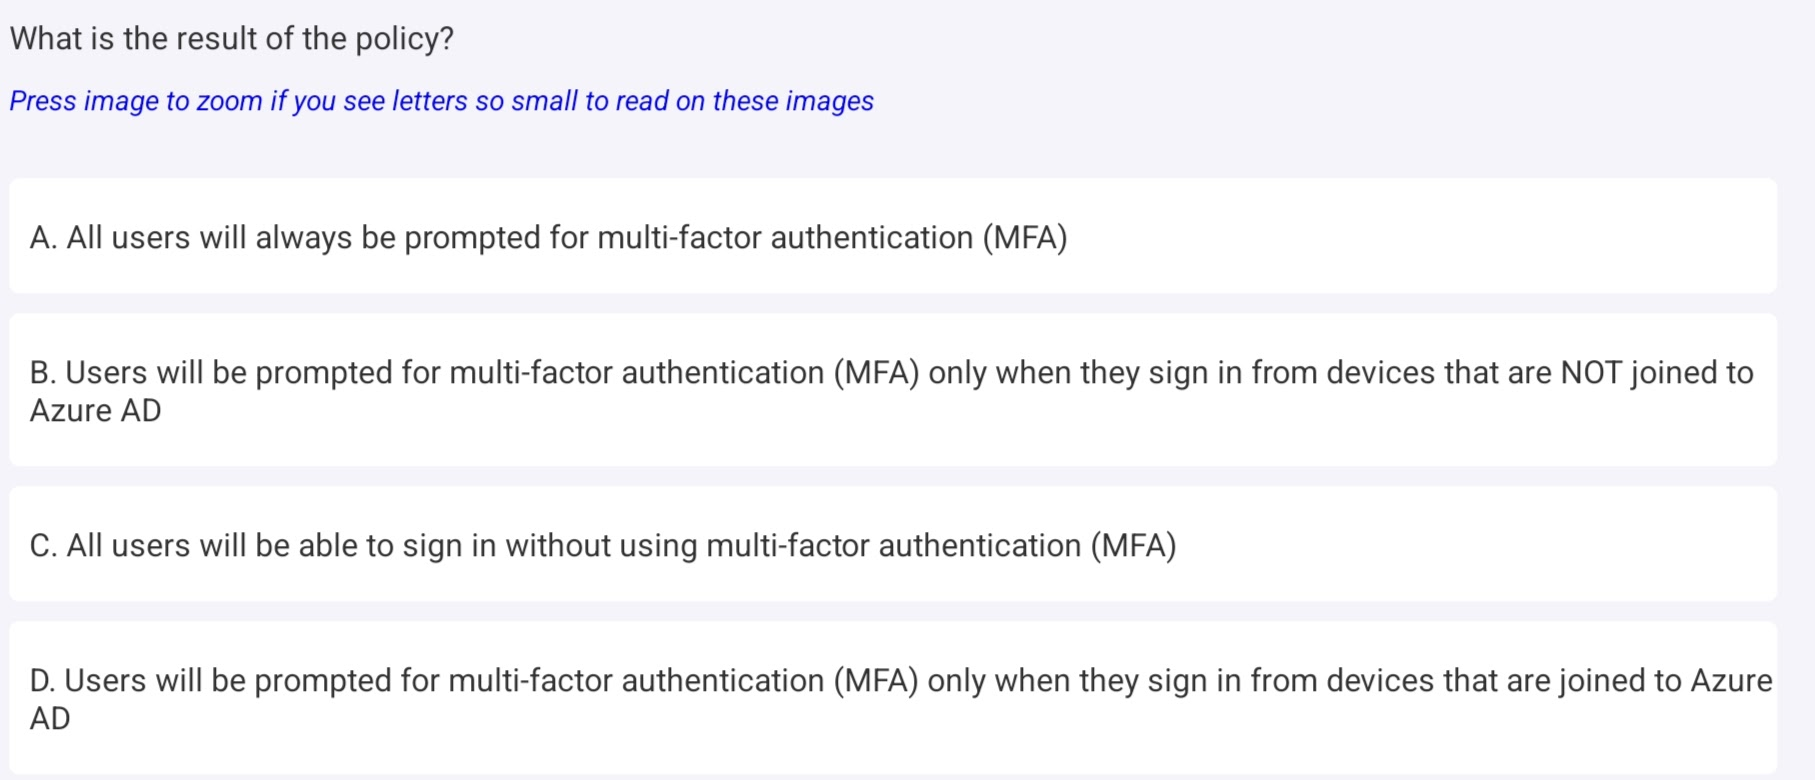 What is the result of the policy?
Press image to zoom if you see letters so small to read on these images
A. All users will always be prompted for multi-factor authentication (MFA)
B. Users will be prompted for multi-factor authentication (MFA) only when they sign in from devices that are NOT joined to
Azure AD
C. All users will be able to sign in without using multi-factor authentication (MFA)
D. Users will be prompted for multi-factor authentication (MFA) only when they sign in from devices that are joined to Azure
AD